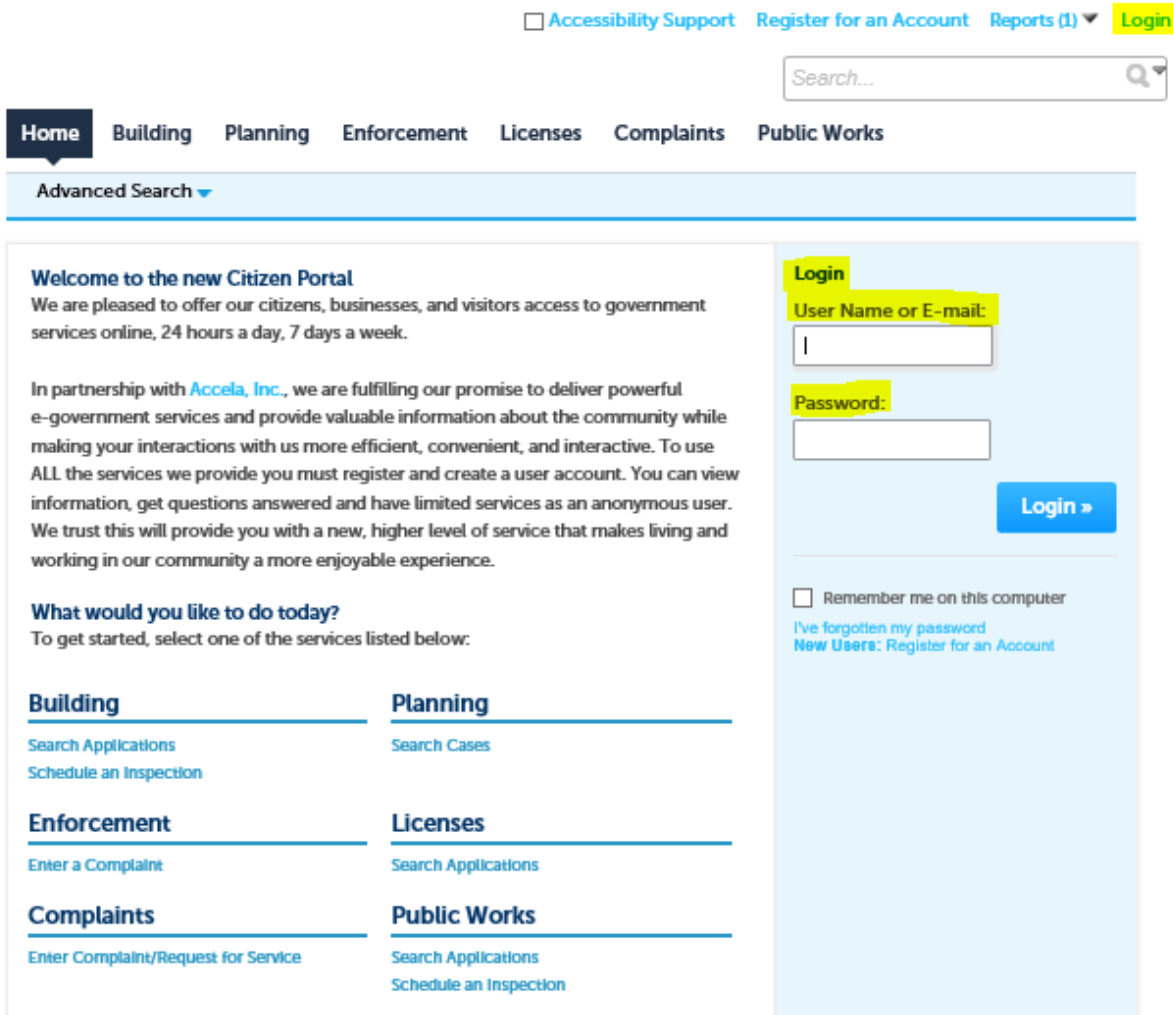 Accessibility Support Register for an Account Reports (1) Login
Search...
Home Building Planning Enforcement Licenses Complaints Public Works
Advanced Search
Welcome to the new Citizen Portal
We are pleased to offer our citizens, businesses, and visitors access to government
services online, 24 hours a day, 7 days a week.
In partnership with Accela, Inc., we are fulfilling our promise to deliver powerful
e-government services and provide valuable information about the community while
making your interactions with us more efficient, convenient, and interactive. To use
ALL the services we provide you must register and create a user account. You can view
information, get questions answered and have limited services as an anonymous user.
We trust this will provide you with a new, higher level of service that makes living and
working in our community a more enjoyable experience.
What would you like to do today?
To get started, select one of the services listed below:
Building
Search Applications
Schedule an Inspection
Planning
Search Cases
Enforcement
Enter a Complaint
Licenses
Search Applications
Complaints
Enter Complaint/Request for Service
Public Works
Search Applications
Schedule an Inspection
Login
User Name or E-mail:
Password:
Login »
Remember me on this computer
I've forgotten my password
New Users: Register for an Account